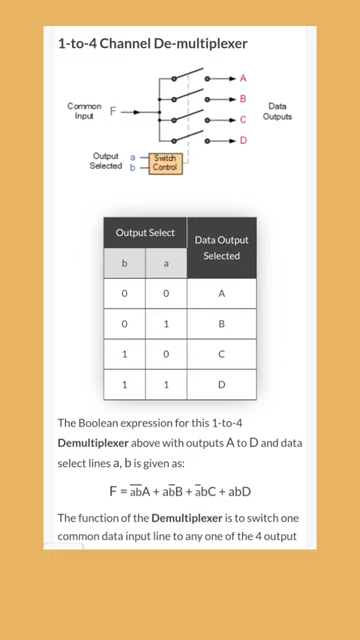 1-to-4 Channel De-multiplexer
A
B
Common
Input
F
Data
Outputs
C
D
Output
Selected
a
b
Switch
Control
Output Select
Data Output
Selected
b a
0 0 A
0 1 B
1 0 C
1 1 D
The Boolean expression for this 1-to-4
Demultiplexer above with outputs A to D and data
select lines a, b is given as:
F = a̅b̅A + ab̅B + a̅bC + abD
The function of the Demultiplexer is to switch one
common data input line to any one of the 4 output